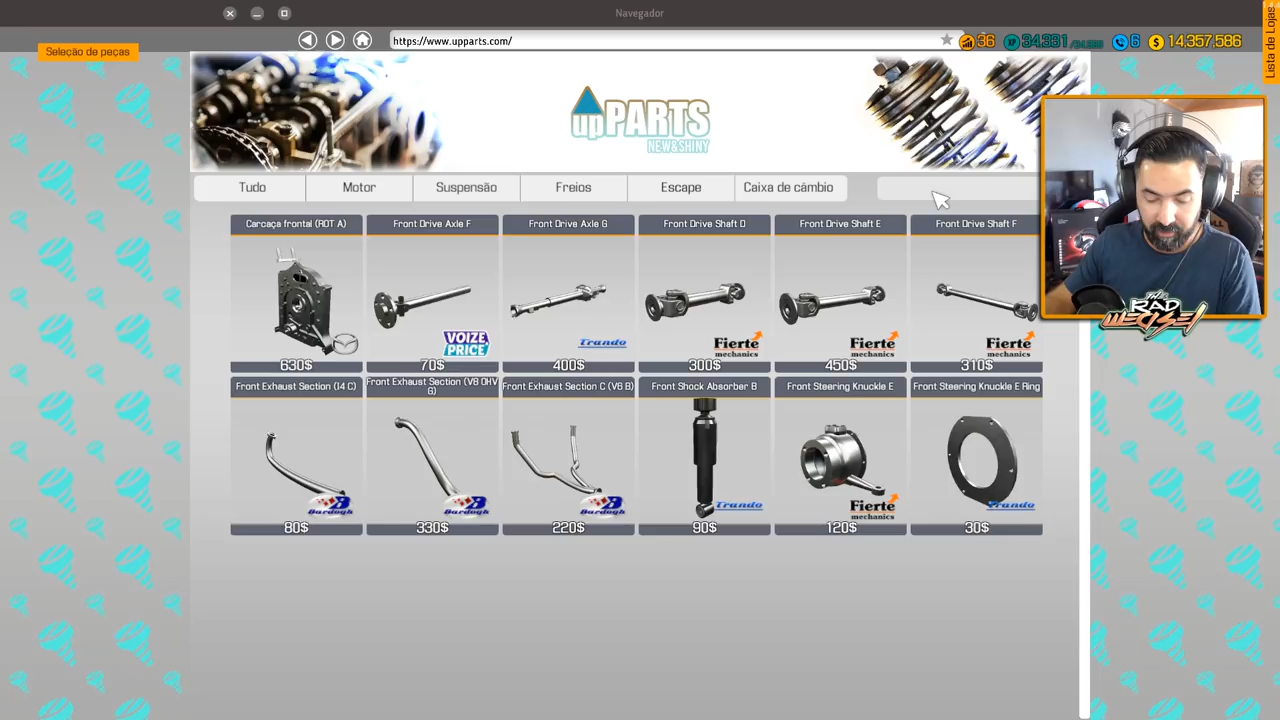 Navegador
https://www.upparts.com/
36
6
14,357,586
Lista de Lojas
Seleção de peças
upPARTS
NEW&SHINY
Tudo
Motor
Suspensão
Freios
Escape
Caixa de câmbio
Carcaça frontal (ROT A)
Front Drive Axle F
Front Drive Axle G
Front Drive Shaft D
Front Drive Shaft E
Front Drive Shaft F
VOIZE
PRICE
Trando
Fierte
mechanics
Fierte
mechanics
Fierte
mechanics
630$
70$
400$
300$
450$
310$
Front Exhaust Section (I4 C)
Front Exhaust Section (V8 OHV
G)
Front Exhaust Section C (V6 B)
Front Shock Absorber B
Front Steering Knuckle E
Front Steering Knuckle E Ring
Bardogh
Bardogh
Bardogh
Trando
Fierte
mechanics
Trando
80$
330$
220$
90$
120$
30$
THE
RAD